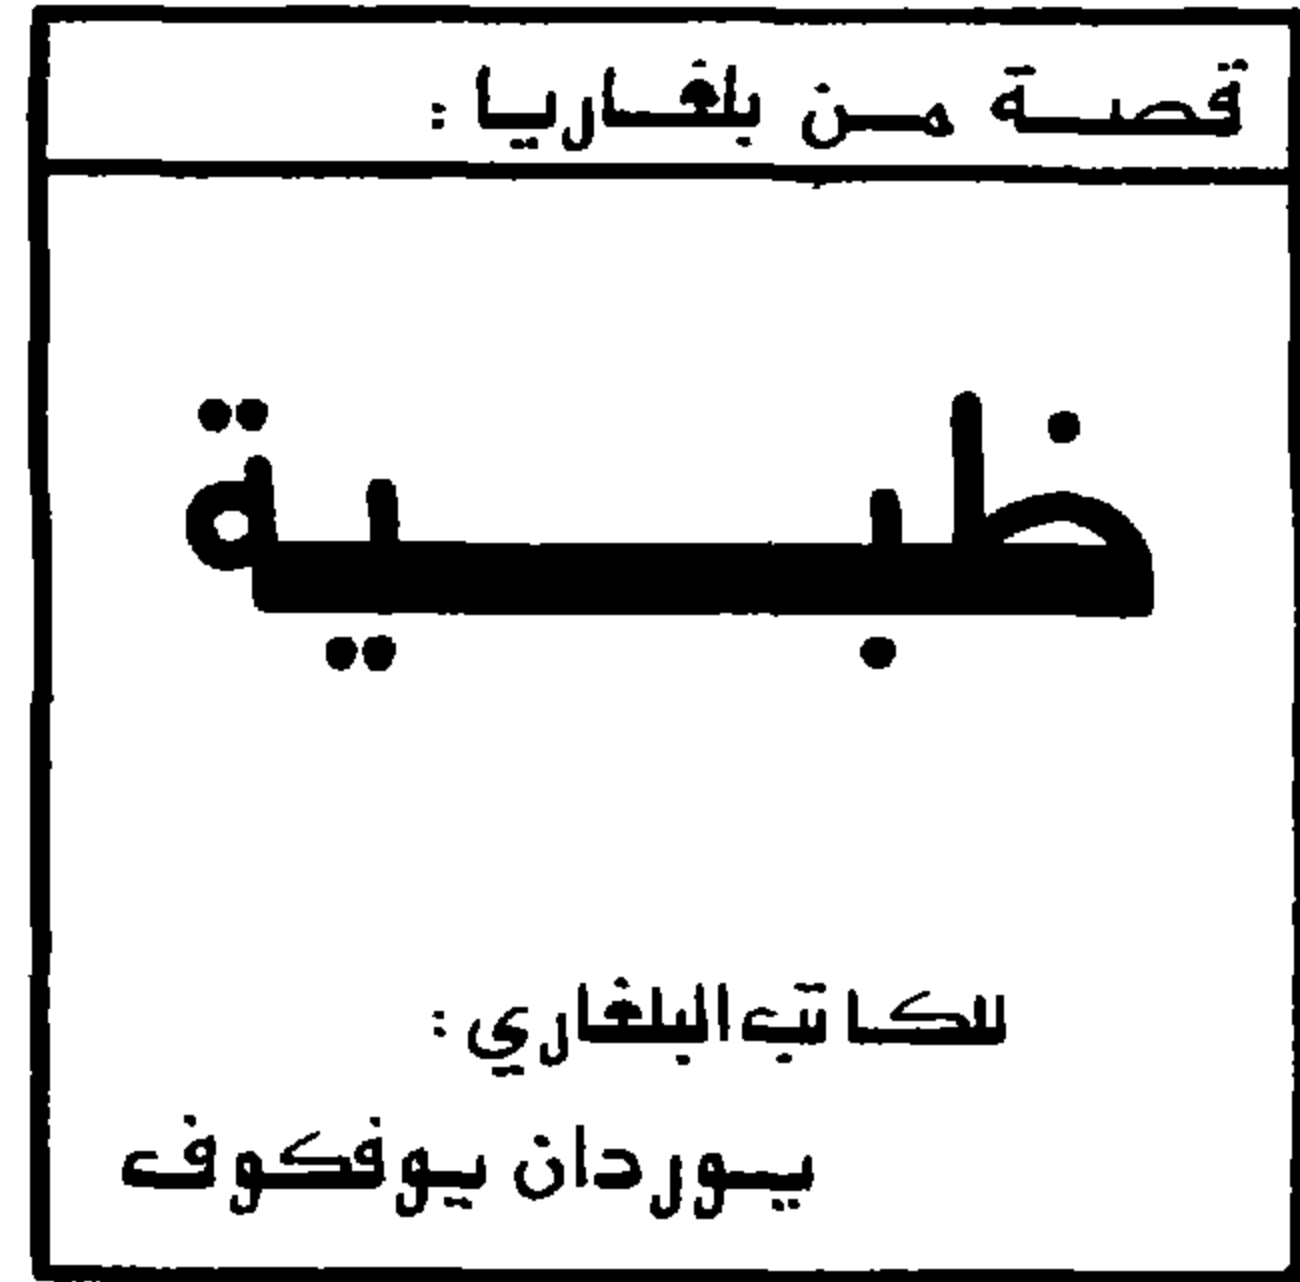 قصة من بلغاريا :
ظبية
للكاتب البلغاري :
يوردان يوفكوف